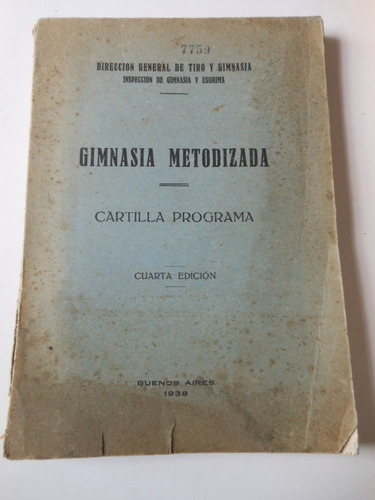 7759
DIRECCION GENERAL DE TIRO Y GIMNASIA
INSPECCION DE GIMNASIA Y ESGRIMA
GIMNASIA METODIZADA
CARTILLA PROGRAMA
CUARTA EDICIÓN
BUENOS AIRES
1938